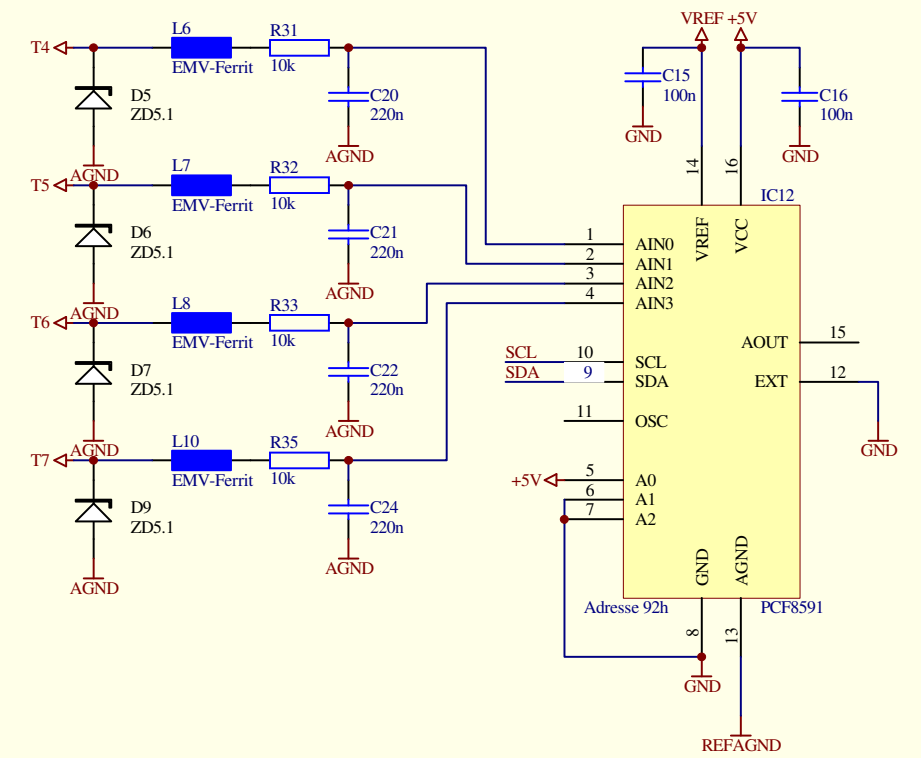 VREF +5V
T4
L6
EMV-Ferrit
R31
10k
D5
ZD5.1
C20
220n
AGND
AGND
C15
100n
GND
C16
100n
GND
T5
L7
EMV-Ferrit
R32
10k
D6
ZD5.1
C21
220n
AGND
AGND
T6
L8
EMV-Ferrit
R33
10k
D7
ZD5.1
C22
220n
AGND
AGND
T7
L10
EMV-Ferrit
R35
10k
D9
ZD5.1
C24
220n
AGND
AGND
14
16
IC12
VREF
VCC
1
AIN0
2
AIN1
3
AIN2
4
AIN3
SCL
10
SCL
SDA
9
SDA
11
OSC
+5V
5
A0
6
A1
7
A2
AOUT
15
EXT
12
GND
GND
AGND
Adresse 92h
PCF8591
8
13
GND
REFAGND